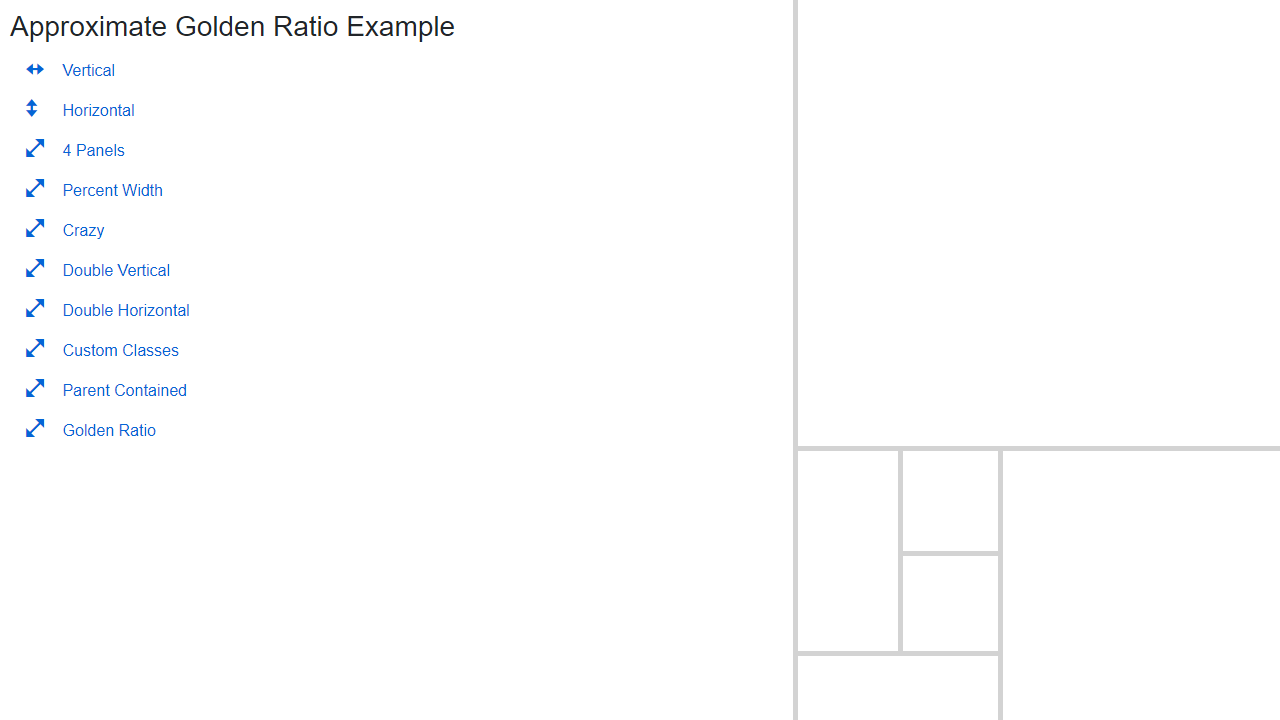 Approximate Golden Ratio Example
Vertical
Horizontal
4 Panels
Percent Width
Crazy
Double Vertical
Double Horizontal
Custom Classes
Parent Contained
Golden Ratio